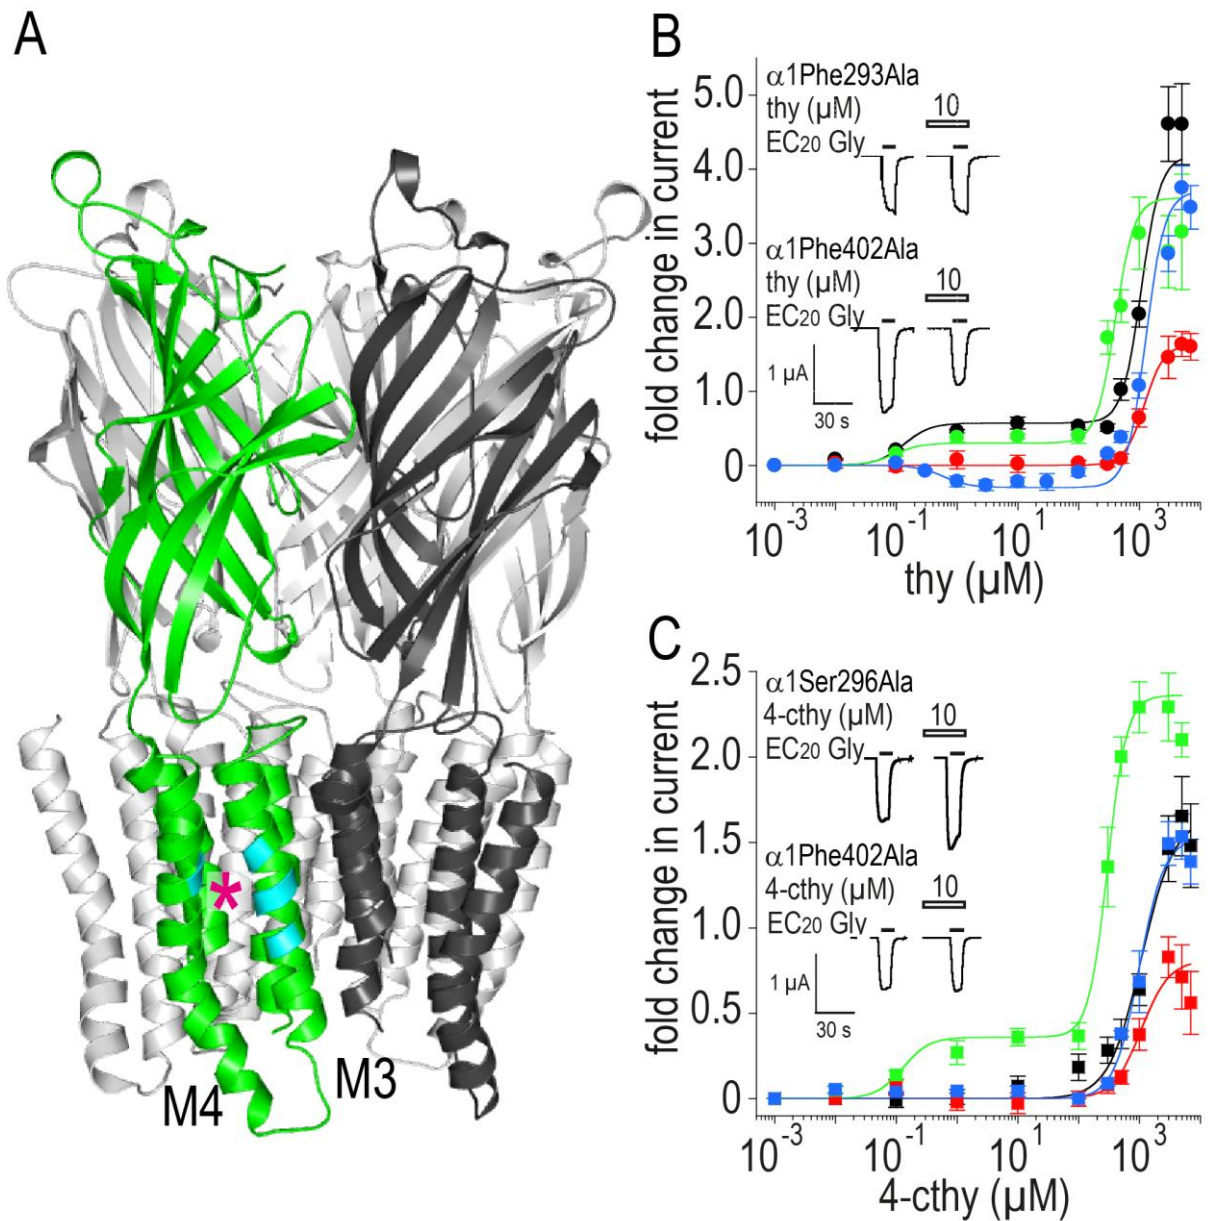 A
M4
M3
*
B
fold change in current
5.0
4.0
3.0
2.0
1.0
0
α1Phe293Ala
thy (µM)
10
EC20 Gly
α1Phe402Ala
thy (µM)
10
EC20 Gly
1 µA
30 s
10⁻³ 10⁻¹ 10¹ 10³
thy (µM)
C
fold change in current
2.5
2.0
1.5
1.0
0.5
0
α1Ser296Ala
4-cthy (µM)
10
EC20 Gly
α1Phe402Ala
4-cthy (µM)
10
EC20 Gly
1 µA
30 s
10⁻³ 10⁻¹ 10¹ 10³
4-cthy (µM)